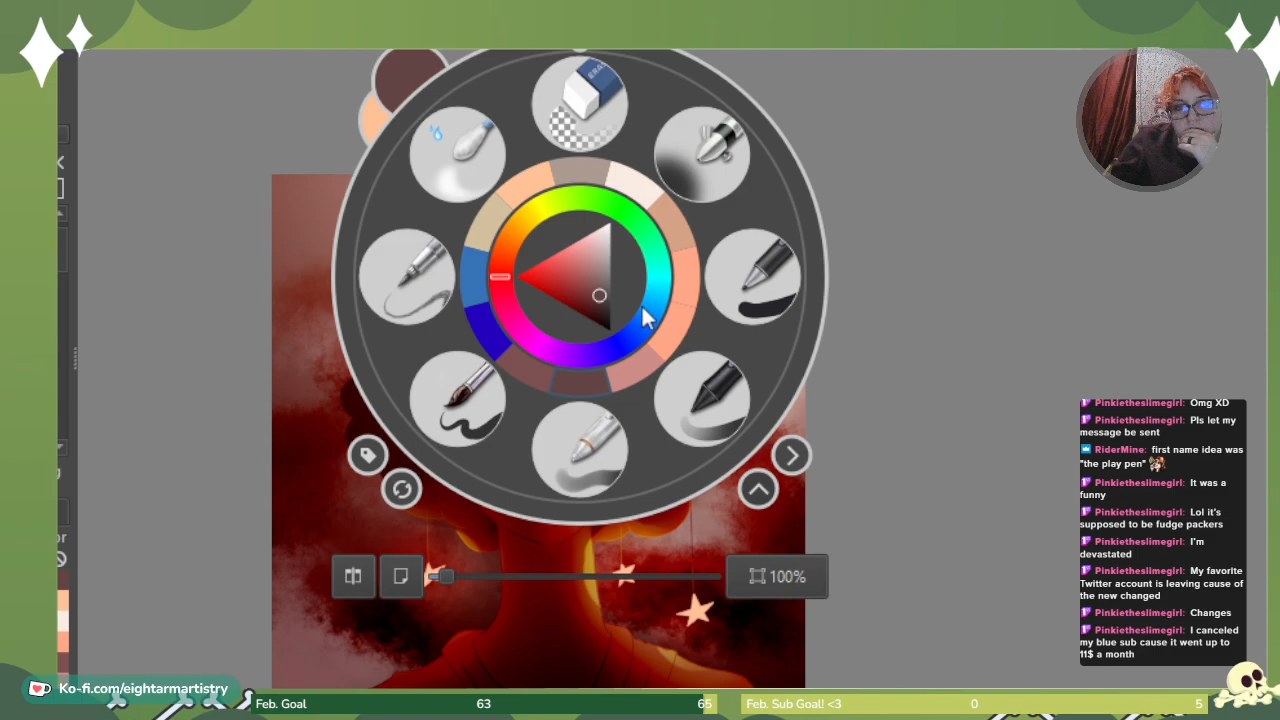 ERAS
or
100%
Pinkietheslimegirl: Omg XD
Pinkietheslimegirl: Pls let my
message be sent
RiderMine: first name idea was
"the play pen"
Pinkietheslimegirl: It was a
funny
Pinkietheslimegirl: Lol it's
supposed to be fudge packers
Pinkietheslimegirl: I'm
devastated
Pinkietheslimegirl: My favorite
Twitter account is leaving cause of
the new changed
Pinkietheslimegirl: Changes
Pinkietheslimegirl: I canceled
my blue sub cause it went up to
11$ a month
Ko-fi.com/eightarmartistry
Feb. Goal 63 65
Feb. Sub Goal! <3 0 5